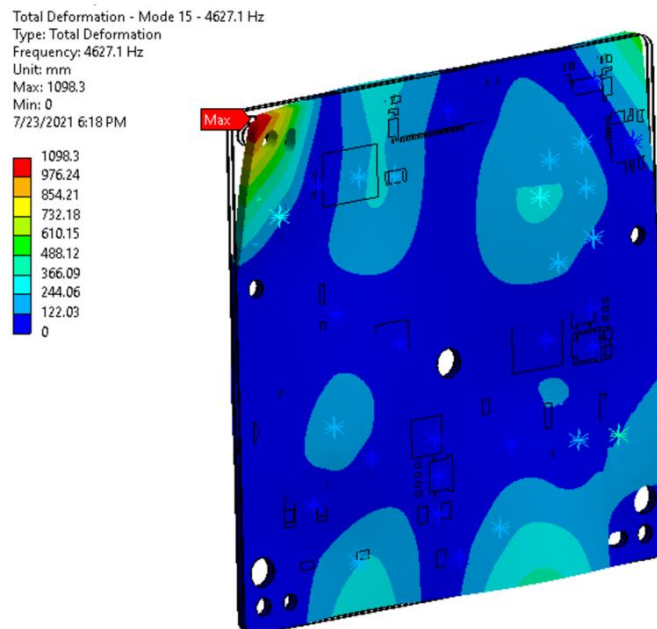 Total Deformation - Mode 15 - 4627.1 Hz
Type: Total Deformation
Frequency: 4627.1 Hz
Unit: mm
Max: 1098.3
Min: 0
7/23/2021 6:18 PM
Max
1098.3
976.24
854.21
732.18
610.15
488.12
366.09
244.06
122.03
0